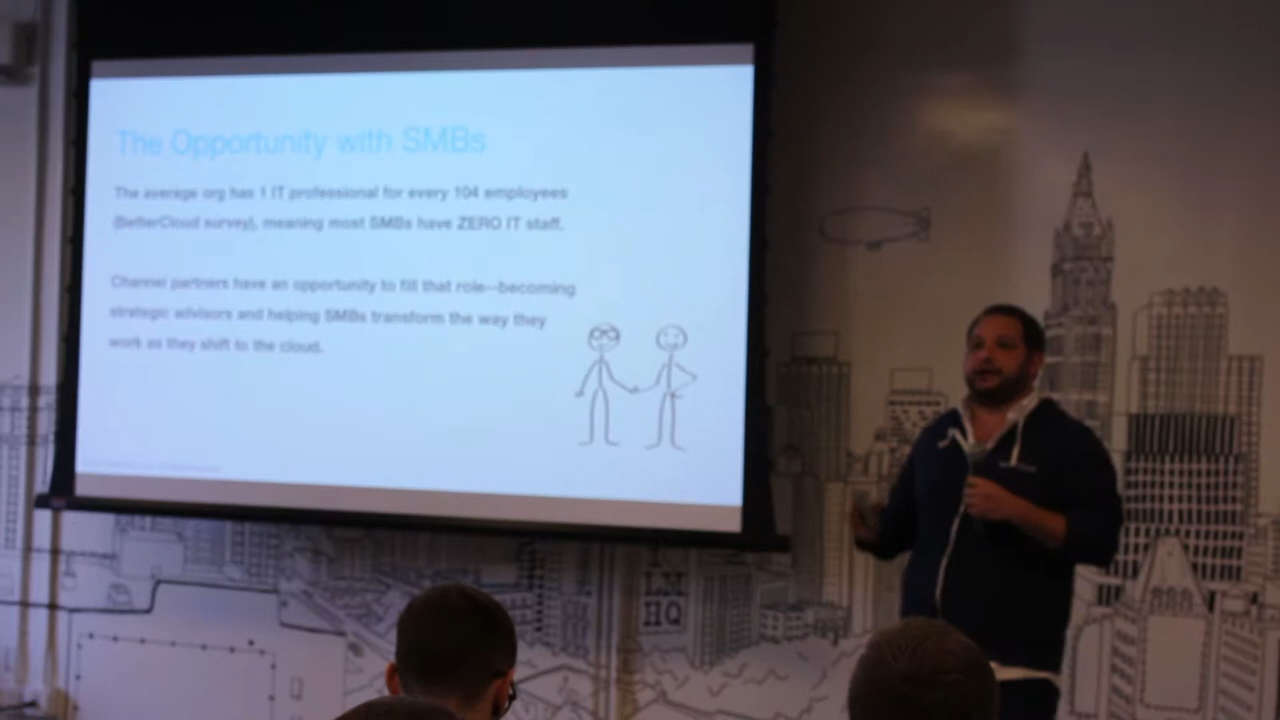 The Opportunity with SMBs
The average org has 1 IT professional for every 104 employees
(BetterCloud survey), meaning most SMBs have ZERO IT staff.
Channel partners have an opportunity to fill that role—becoming
strategic advisors and helping SMBs transform the way they
work as they shift to the cloud.
HQ